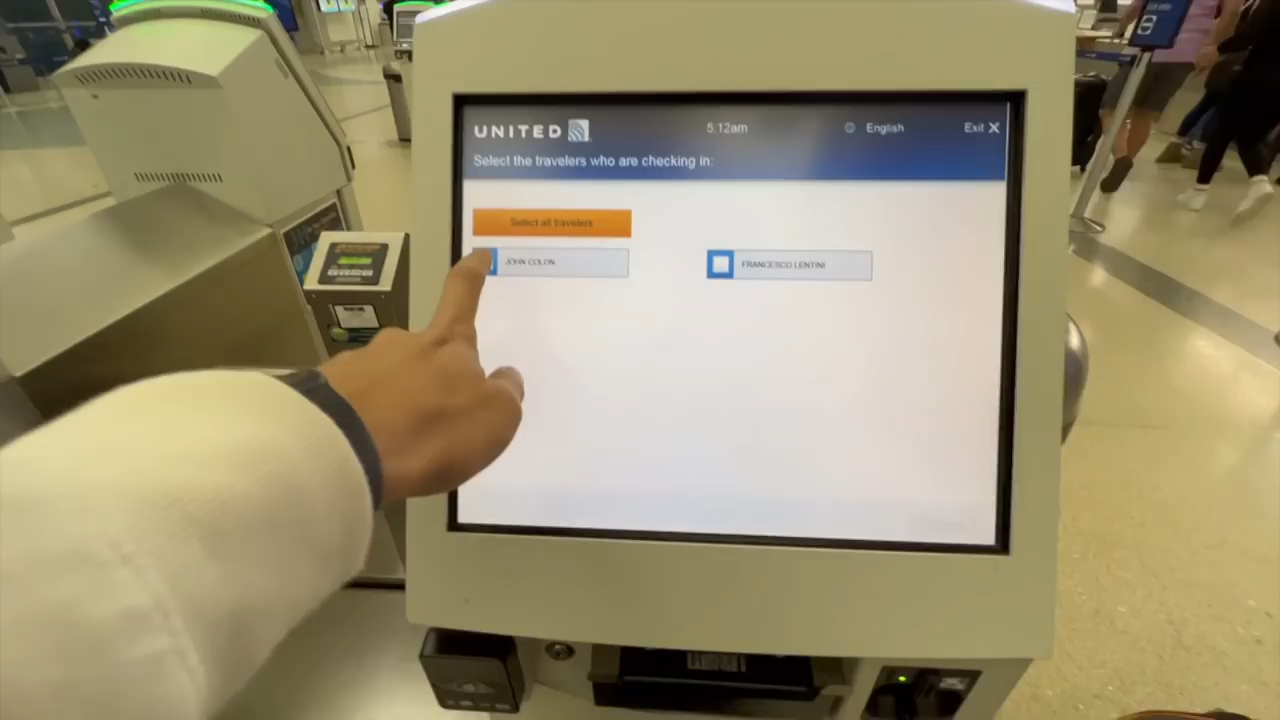 UNITED
5:12am
English
Exit X
Select the travelers who are checking in:
Select all travelers
JOHN COLON
FRANCESCO LENTINI